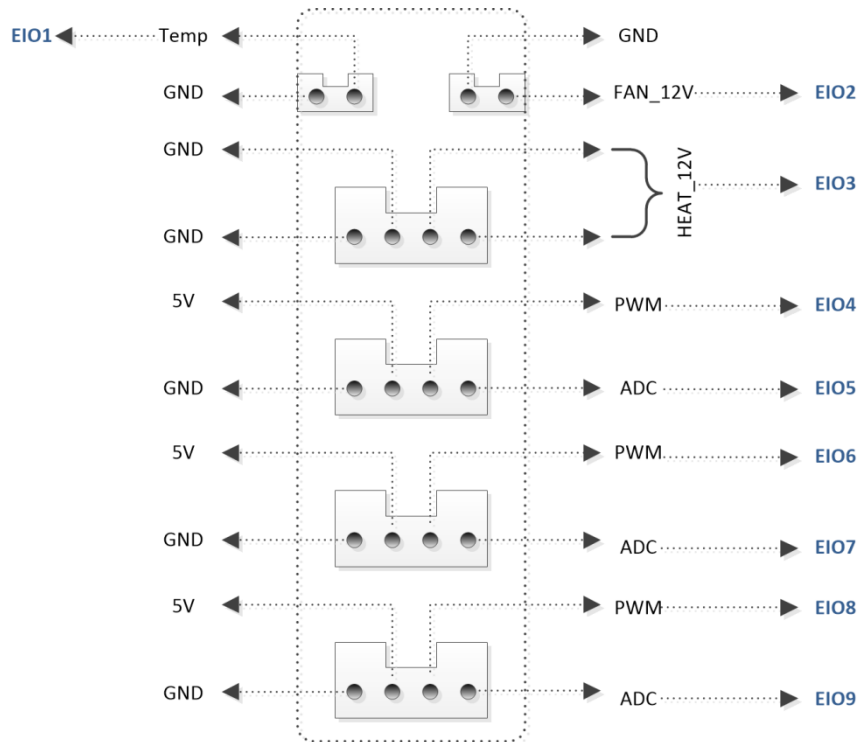 EIO1 Temp GND
GND FAN_12V EIO2
GND
HEAT_12V EIO3
GND
5V PWM EIO4
GND ADC EIO5
5V PWM EIO6
GND ADC EIO7
5V PWM EIO8
GND ADC EIO9